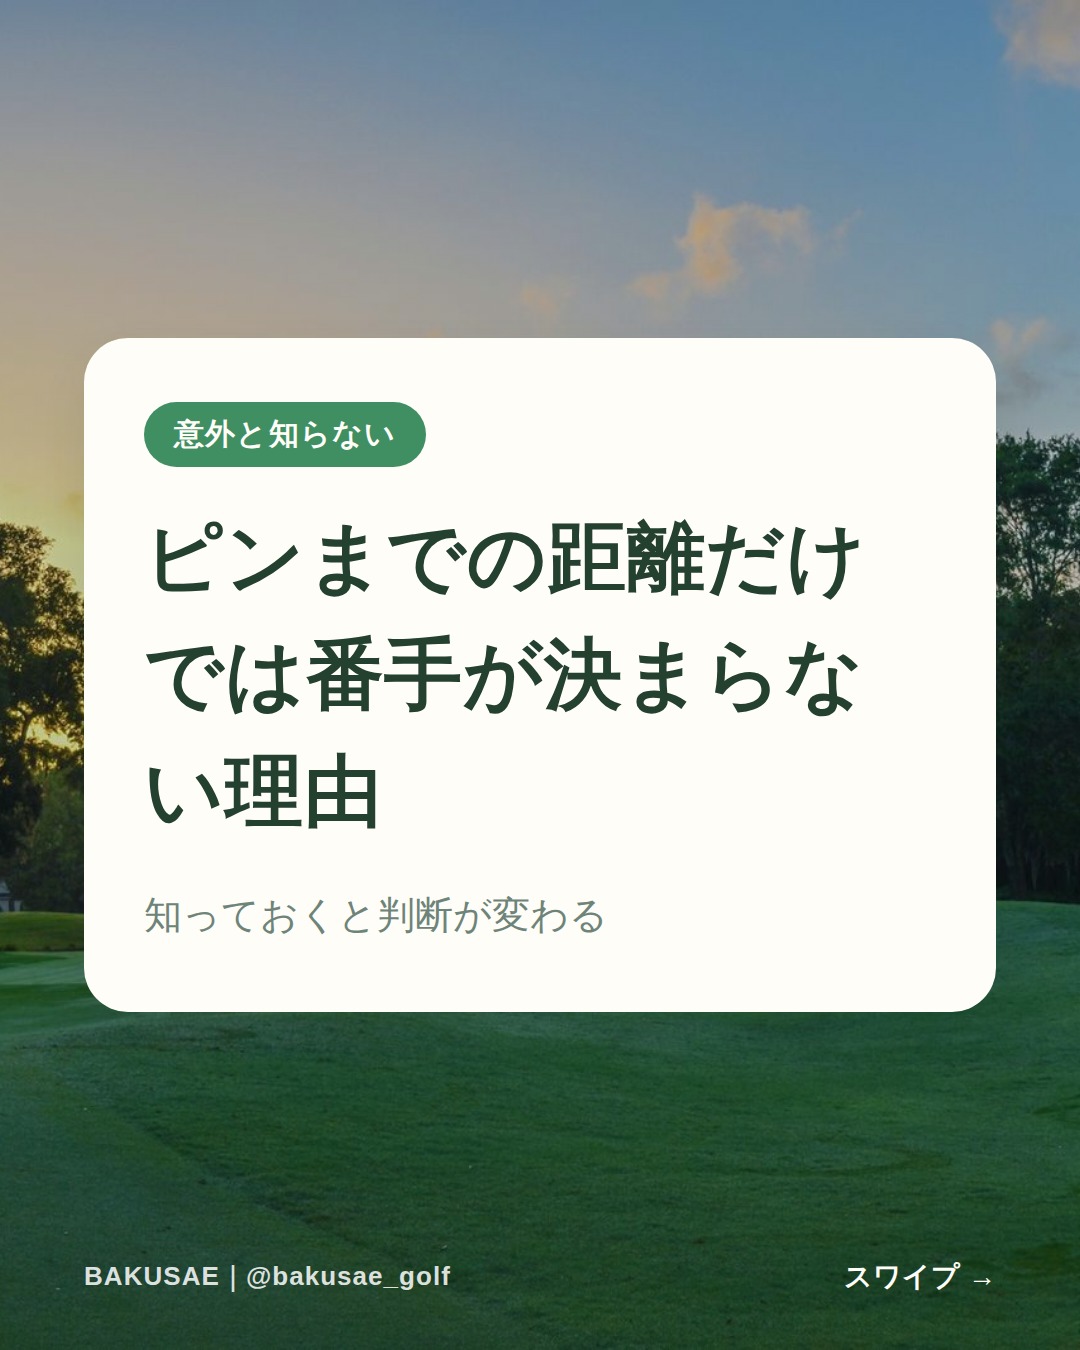 意外と知らない
ピンまでの距離だけ
では番手が決まらな
い理由
知っておくと判断が変わる
BAKUSAE | @bakusae_golf
スワイプ →